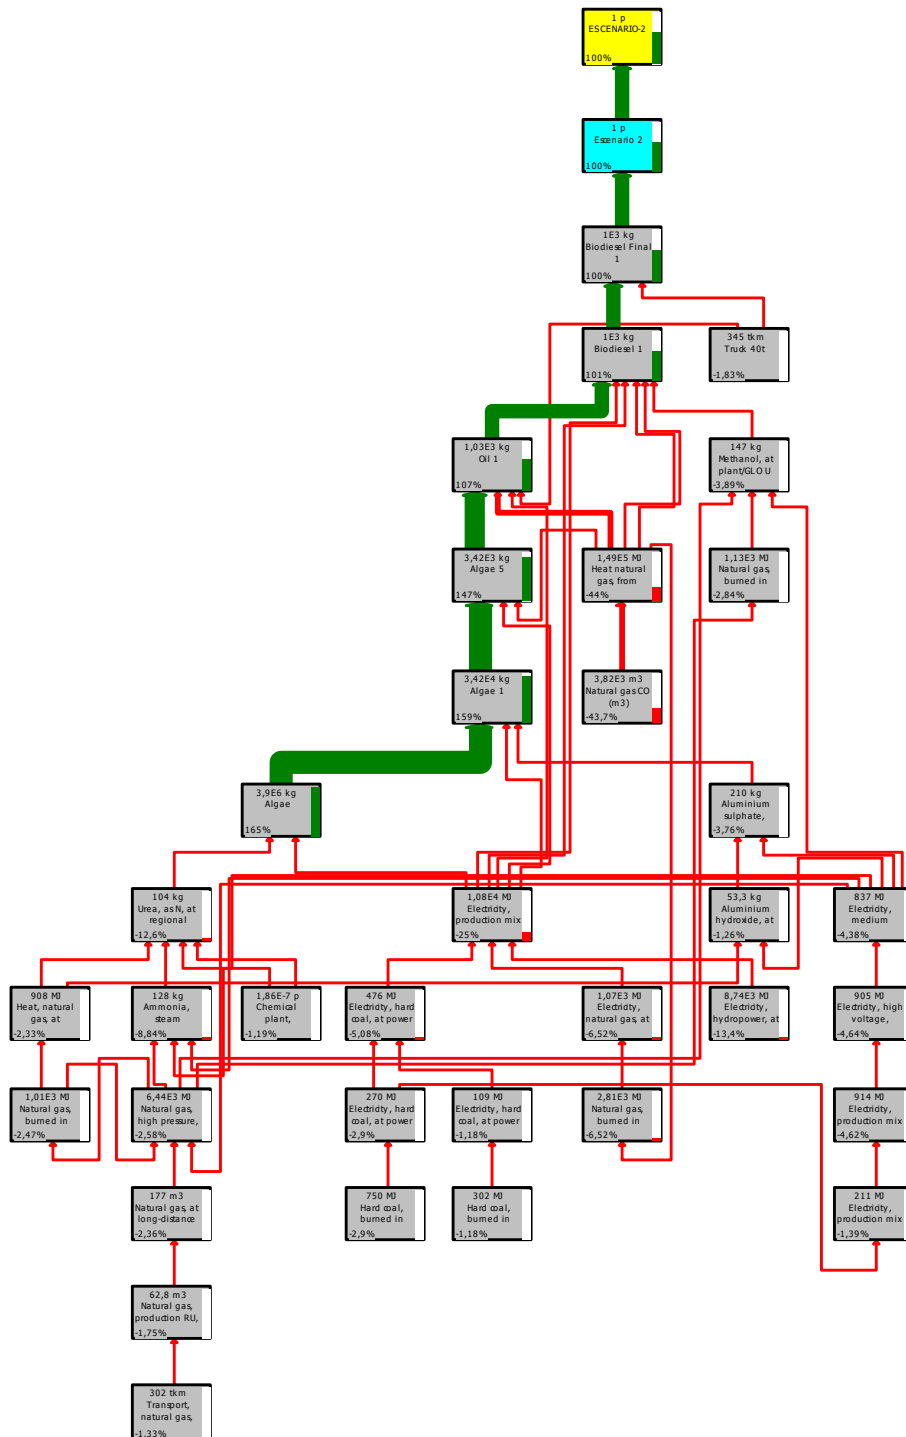 1 p
ESCENARIO-2
100%
1 p
Escenario 2
100%
1E3 kg
Biodiesel Final
1
100%
1E3 kg
Biodiesel 1
101%
345 tkm
Truck 40t
-1,83%
1,03E3 kg
Oil 1
107%
147 kg
Methanol, at
plant/GLO U
-3,89%
3,42E3 kg
Algae 5
147%
1,49E5 MJ
Heat natural
gas, from
-44%
1,13E3 MJ
Natural gas,
burned in
-2,84%
3,42E4 kg
Algae 1
159%
3,82E3 m3
Natural gas CO
(m3)
-43,7%
3,9E6 kg
Algae
165%
210 kg
Aluminium
sulphate,
-3,76%
104 kg
Urea, as N, at
regional
-12,6%
1,08E4 MJ
Electricity,
production mix
-25%
53,3 kg
Aluminium
hydroxide, at
-1,26%
837 MJ
Electricity,
medium
-4,38%
908 MJ
Heat, natural
gas, at
-2,33%
128 kg
Ammonia,
steam
-8,84%
1,86E-7 p
Chemical
plant,
-1,19%
476 MJ
Electricity, hard
coal, at power
-5,08%
1,07E3 MJ
Electricity,
natural gas, at
-6,52%
8,74E3 MJ
Electricity,
hydropower, at
-13,4%
905 MJ
Electricity, high
voltage,
-4,64%
1,01E3 MJ
Natural gas,
burned in
-2,47%
6,44E3 MJ
Natural gas,
high pressure,
-2,58%
270 MJ
Electricity, hard
coal, at power
-2,9%
109 MJ
Electricity, hard
coal, at power
-1,18%
2,81E3 MJ
Natural gas,
burned in
-6,52%
914 MJ
Electricity,
production mix
-4,62%
177 m3
Natural gas, at
long-distance
-2,36%
750 MJ
Hard coal,
burned in
-2,9%
302 MJ
Hard coal,
burned in
-1,18%
211 MJ
Electricity,
production mix
-1,39%
62,8 m3
Natural gas,
production RU,
-1,75%
302 tkm
Transport,
natural gas,
-1,33%